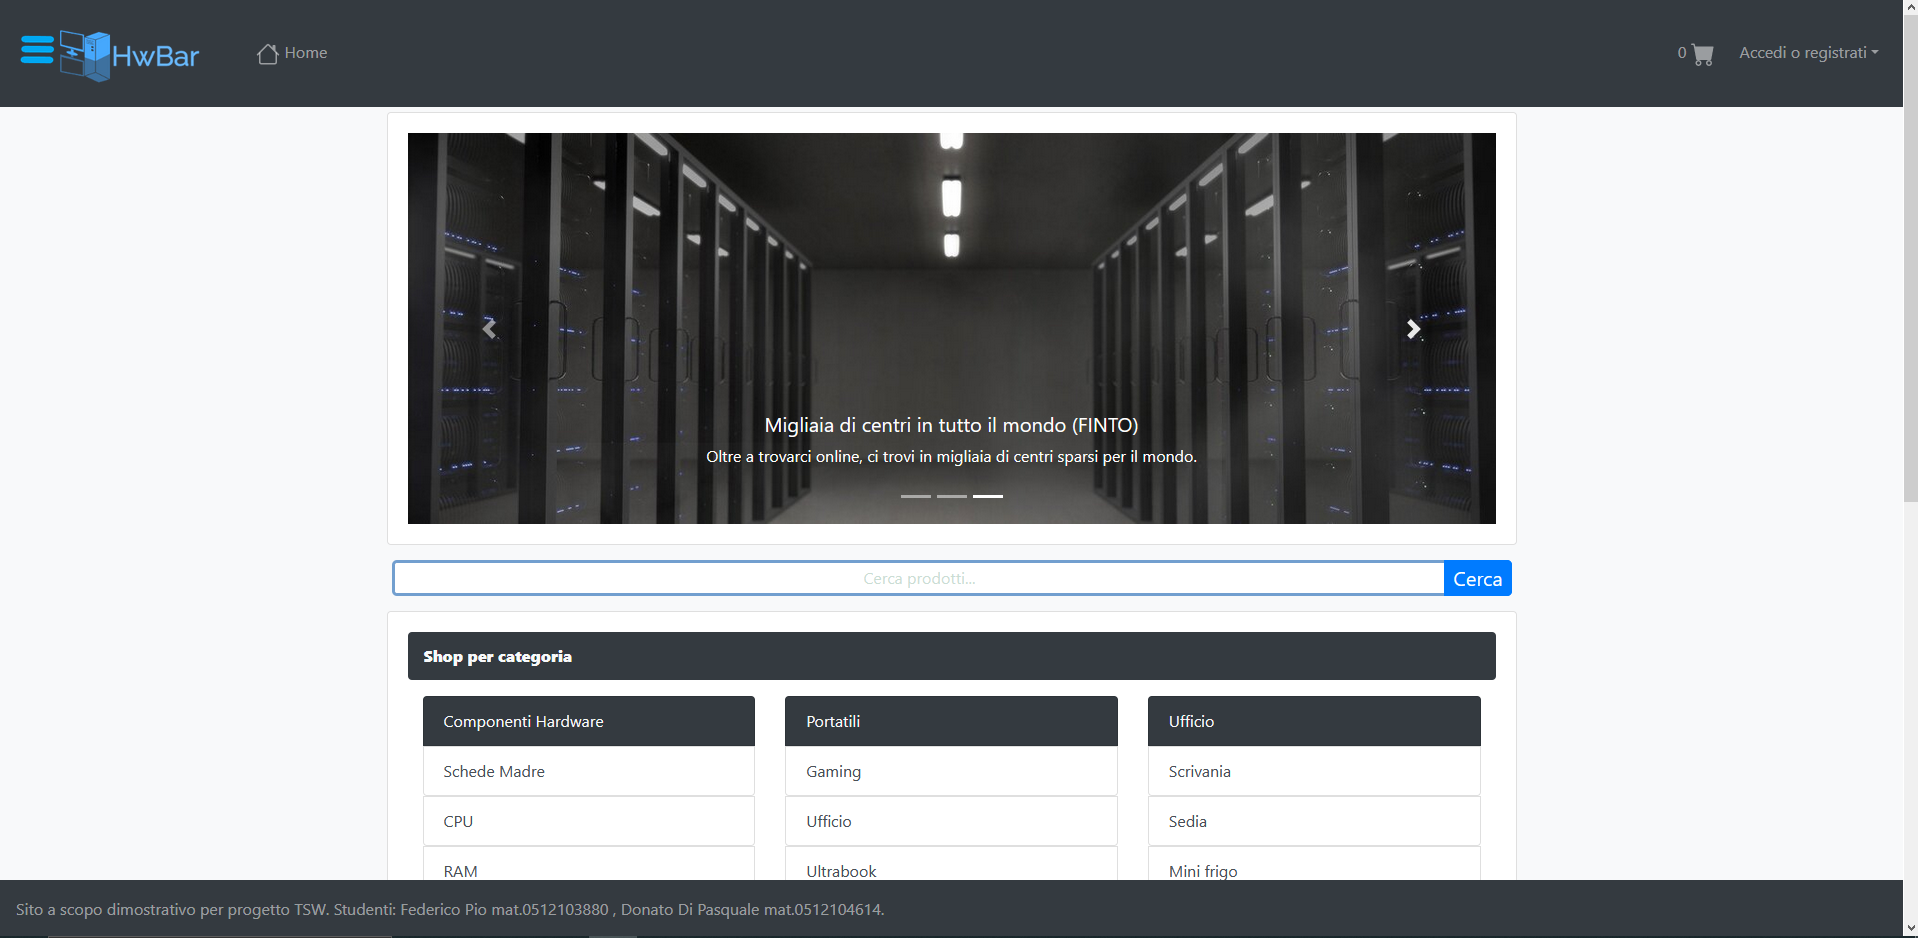 HwBar
Home
0
Accedi o registrati
Migliaia di centri in tutto il mondo (FINTO)
Oltre a trovarci online, ci trovi in migliaia di centri sparsi per il mondo.
Cerca prodotti...
Cerca
Shop per categoria
Componenti Hardware
Schede Madre
CPU
RAM
Portatili
Gaming
Ufficio
Ultrabook
Ufficio
Scrivania
Sedia
Mini frigo
Sito a scopo dimostrativo per progetto TSW. Studenti: Federico Pio mat.0512103880 , Donato Di Pasquale mat.0512104614.